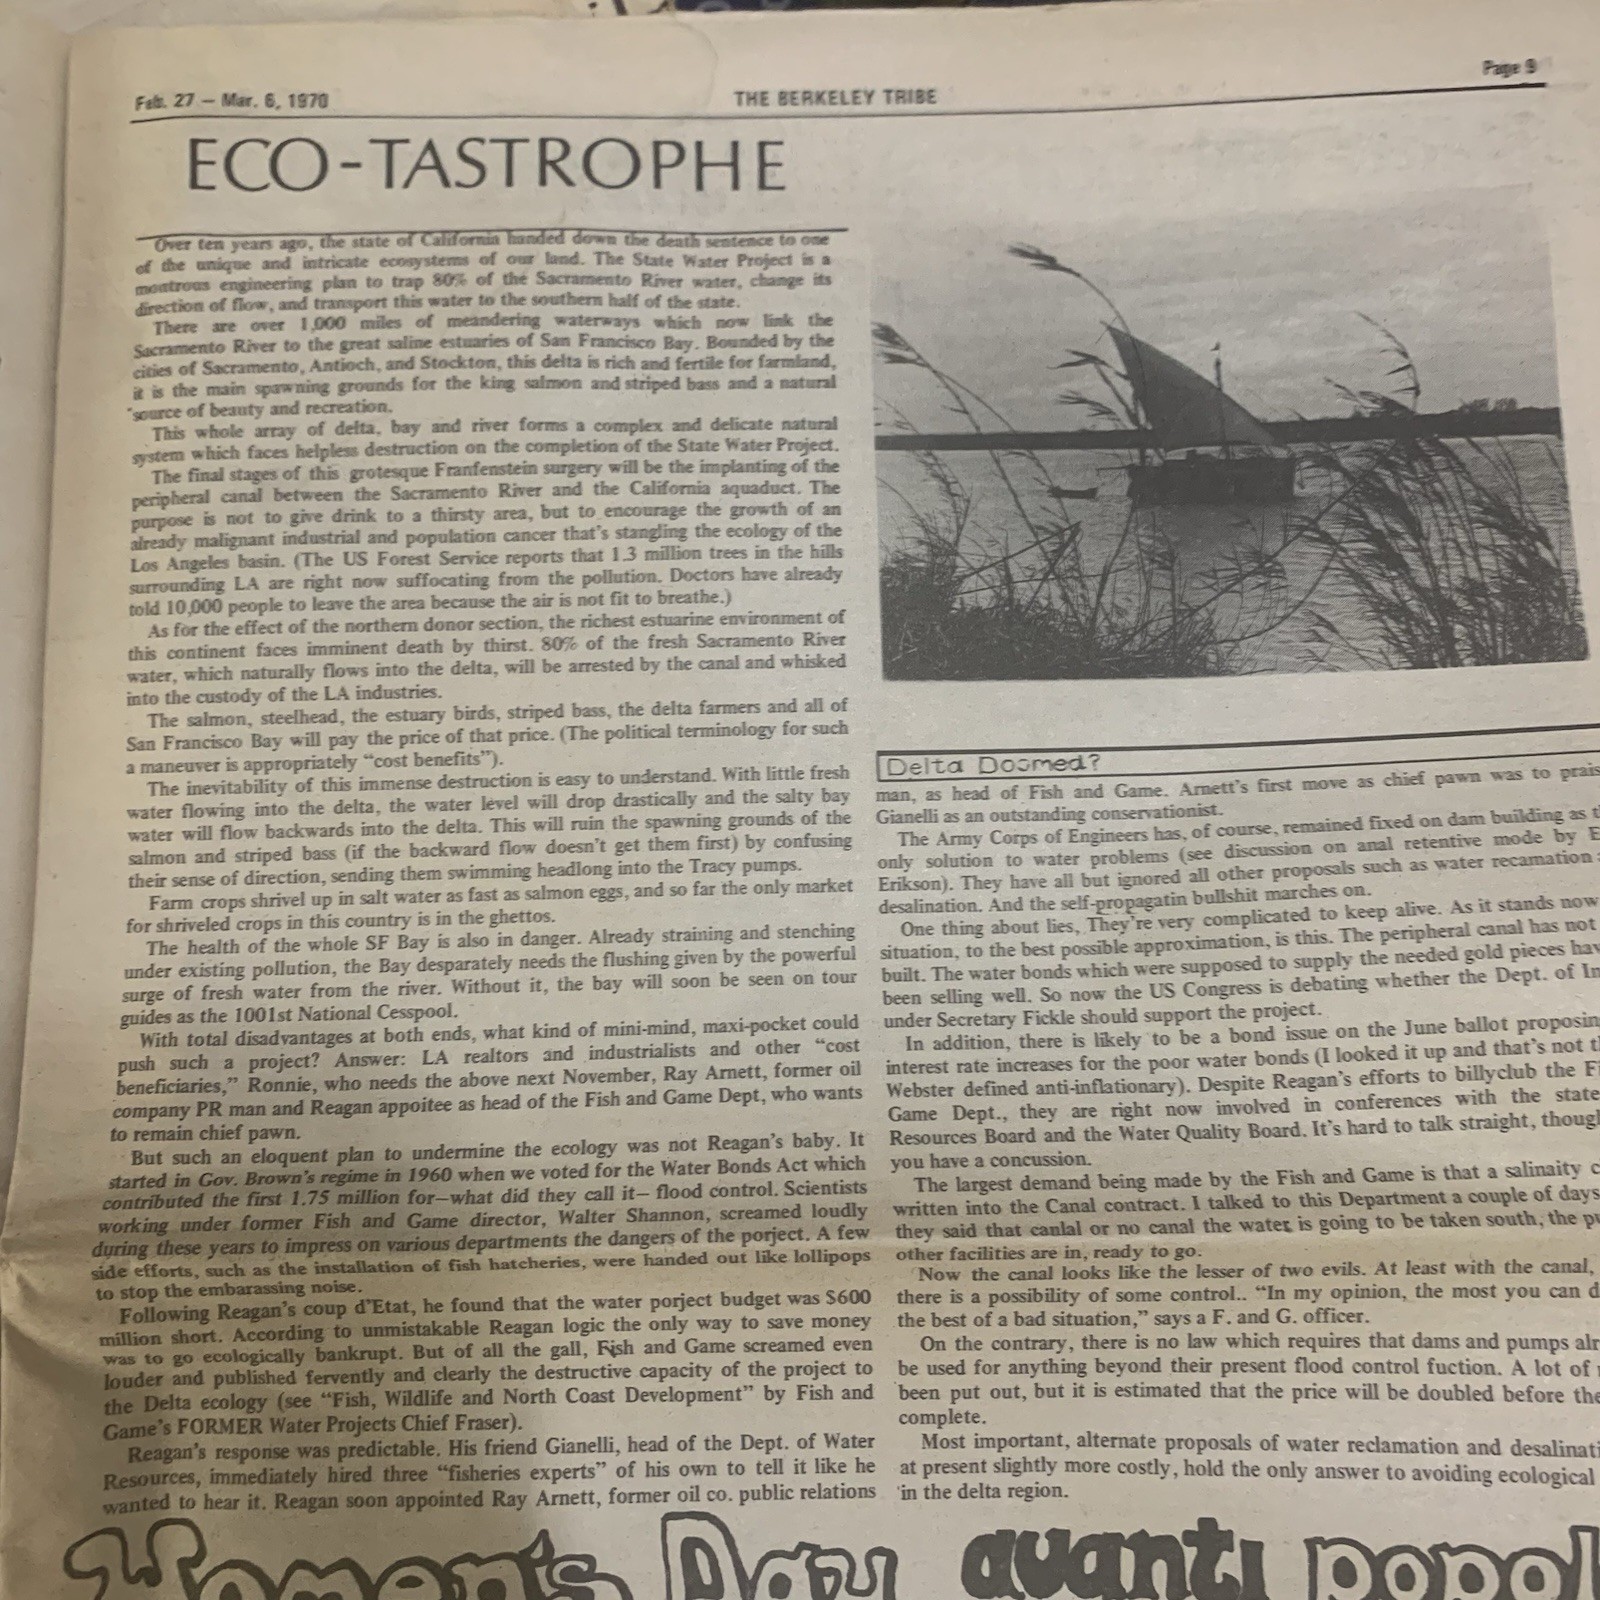 Feb. 27 — Mar. 6, 1970
THE BERKELEY TRIBE
Page 9
ECO-TASTROPHE
Over ten years ago, the state of California handed down the death sentence to one
of the unique and intricate ecosystems of our land. The State Water Project is a
montrous engineering plan to trap 80% of the Sacramento River water, change its
direction of flow, and transport this water to the southern half of the state.
There are over 1,000 miles of meandering waterways which now link the
Sacramento River to the great saline estuaries of San Francisco Bay. Bounded by the
cities of Sacramento, Antioch, and Stockton, this delta is rich and fertile for farmland,
it is the main spawning grounds for the king salmon and striped bass and a natural
source of beauty and recreation.
This whole array of delta, bay and river forms a complex and delicate natural
system which faces helpless destruction on the completion of the State Water Project.
The final stages of this grotesque Franfenstein surgery will be the implanting of the
peripheral canal between the Sacramento River and the California aquaduct. The
purpose is not to give drink to a thirsty area, but to encourage the growth of an
already malignant industrial and population cancer that's stangling the ecology of the
Los Angeles basin. (The US Forest Service reports that 1.3 million trees in the hills
surrounding LA are right now suffocating from the pollution. Doctors have already
told 10,000 people to leave the area because the air is not fit to breathe.)
As for the effect of the northern donor section, the richest estuarine environment of
this continent faces imminent death by thirst. 80% of the fresh Sacramento River
water, which naturally flows into the delta, will be arrested by the canal and whisked
into the custody of the LA industries.
The salmon, steelhead, the estuary birds, striped bass, the delta farmers and all of
San Francisco Bay will pay the price of that price. (The political terminology for such
a maneuver is appropriately "cost benefits").
The inevitability of this immense destruction is easy to understand. With little fresh
water flowing into the delta, the water level will drop drastically and the salty bay
water will flow backwards into the delta. This will ruin the spawning grounds of the
salmon and striped bass (if the backward flow doesn't get them first) by confusing
their sense of direction, sending them swimming headlong into the Tracy pumps.
Farm crops shrivel up in salt water as fast as salmon eggs, and so far the only market
for shriveled crops in this country is in the ghettos.
The health of the whole SF Bay is also in danger. Already straining and stenching
under existing pollution, the Bay desparately needs the flushing given by the powerful
surge of fresh water from the river. Without it, the bay will soon be seen on tour
guides as the 1001st National Cesspool.
With total disadvantages at both ends, what kind of mini-mind, maxi-pocket could
push such a project? Answer: LA realtors and industrialists and other "cost
beneficiaries," Ronnie, who needs the above next November, Ray Arnett, former oil
company PR man and Reagan appoitee as head of the Fish and Game Dept, who wants
to remain chief pawn.
But such an eloquent plan to undermine the ecology was not Reagan's baby. It
started in Gov. Brown's regime in 1960 when we voted for the Water Bonds Act which
contributed the first 1.75 million for—what did they call it— flood control. Scientists
working under former Fish and Game director, Walter Shannon, screamed loudly
during these years to impress on various departments the dangers of the porject. A few
side efforts, such as the installation of fish hatcheries, were handed out like lollipops
to stop the embarassing noise.
Following Reagan's coup d'Etat, he found that the water porject budget was $600
million short. According to unmistakable Reagan logic the only way to save money
was to go ecologically bankrupt. But of all the gall, Fish and Game screamed even
louder and published fervently and clearly the destructive capacity of the project to
the Delta ecology (see "Fish, Wildlife and North Coast Development" by Fish and
Game's FORMER Water Projects Chief Fraser).
Reagan's response was predictable. His friend Gianelli, head of the Dept. of Water
Resources, immediately hired three "fisheries experts" of his own to tell it like he
wanted to hear it. Reagan soon appointed Ray Arnett, former oil co. public relations
Delta Doomed?
man, as head of Fish and Game. Arnett's first move as chief pawn was to prais
Gianelli as an outstanding conservationist.
The Army Corps of Engineers has, of course, remained fixed on dam building as t
only solution to water problems (see discussion on anal retentive mode by E
Erikson). They have all but ignored all other proposals such as water recamation
desalination. And the self-propagatin bullshit marches on.
One thing about lies, They're very complicated to keep alive. As it stands now
situation, to the best possible approximation, is this. The peripheral canal has not
built. The water bonds which were supposed to supply the needed gold pieces hav
been selling well. So now the US Congress is debating whether the Dept. of In
under Secretary Fickle should support the project.
In addition, there is likely to be a bond issue on the June ballot proposin
interest rate increases for the poor water bonds (I looked it up and that's not t
Webster defined anti-inflationary). Despite Reagan's efforts to billyclub the F
Game Dept., they are right now involved in conferences with the state
Resources Board and the Water Quality Board. It's hard to talk straight, thoug
you have a concussion.
The largest demand being made by the Fish and Game is that a salinaity c
written into the Canal contract. I talked to this Department a couple of days
they said that canlal or no canal the water is going to be taken south, the pu
other facilities are in, ready to go.
Now the canal looks like the lesser of two evils. At least with the canal,
there is a possibility of some control.. "In my opinion, the most you can d
the best of a bad situation," says a F. and G. officer.
On the contrary, there is no law which requires that dams and pumps alr
be used for anything beyond their present flood control fuction. A lot of
been put out, but it is estimated that the price will be doubled before the
complete.
Most important, alternate proposals of water reclamation and desalinati
at present slightly more costly, hold the only answer to avoiding ecological
in the delta region.
Women's Day avanti popol